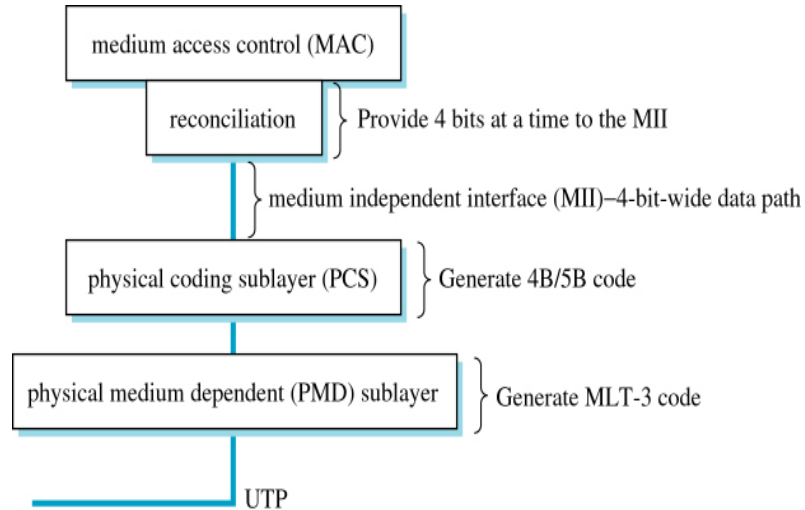 medium access control (MAC)
reconciliation
Provide 4 bits at a time to the MII
medium independent interface (MII)–4-bit-wide data path
physical coding sublayer (PCS)
Generate 4B/5B code
physical medium dependent (PMD) sublayer
Generate MLT-3 code
UTP